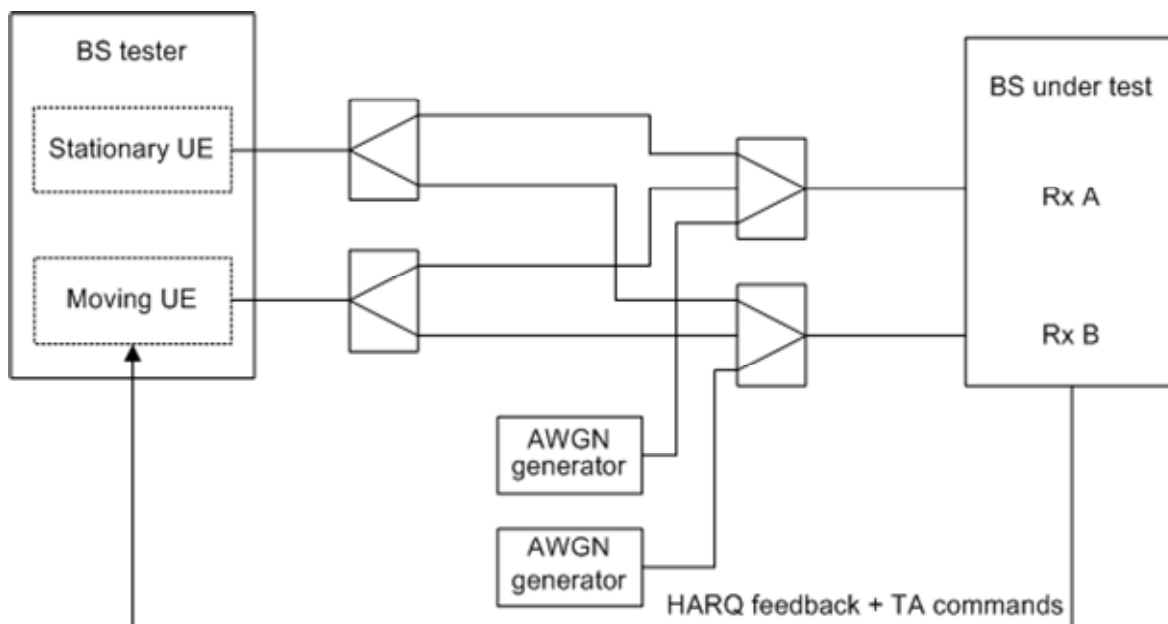 BS tester
Stationary UE
Moving UE
BS under test
Rx A
Rx B
AWGN
generator
AWGN
generator
HARQ feedback + TA commands